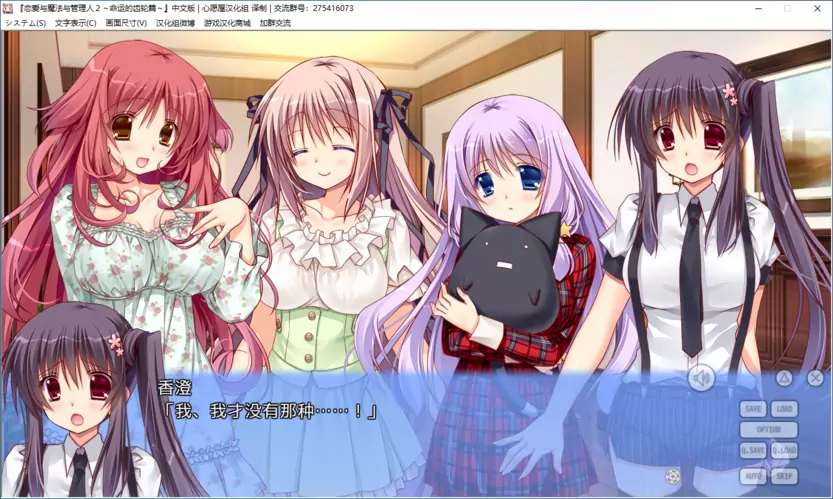 『恋爱与魔法与管理人２～命运的齿轮篇～』中文版 | 心愿屋汉化组 译制 | 交流群号：275416073
システム(S) 文字表示(C) 画面尺寸(V) 汉化组微博 游戏汉化商城 加群交流
香澄
「我、我才没有那种……！」
SAVE LOAD
OPTION
Q.SAVE Q.LOAD
AUTO SKIP